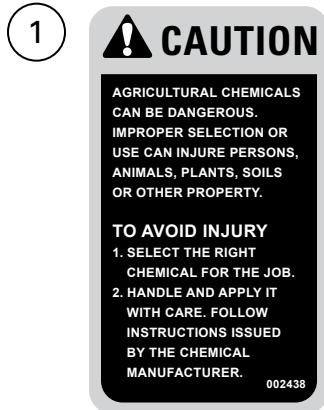 1
CAUTION
AGRICULTURAL CHEMICALS
CAN BE DANGEROUS.
IMPROPER SELECTION OR
USE CAN INJURE PERSONS,
ANIMALS, PLANTS, SOILS
OR OTHER PROPERTY.
TO AVOID INJURY
1. SELECT THE RIGHT
CHEMICAL FOR THE JOB.
2. HANDLE AND APPLY IT
WITH CARE. FOLLOW
INSTRUCTIONS ISSUED
BY THE CHEMICAL
MANUFACTURER.
002438